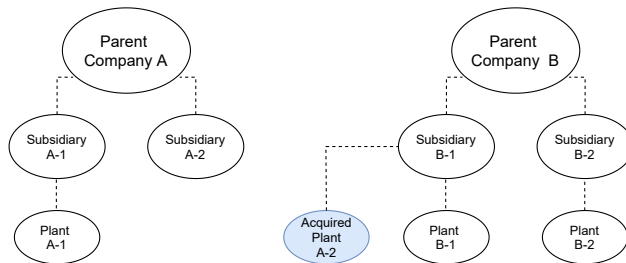 Parent
Company A
Parent
Company B
Subsidiary
A-1
Subsidiary
A-2
Subsidiary
B-1
Subsidiary
B-2
Plant
A-1
Acquired
Plant
A-2
Plant
B-1
Plant
B-2